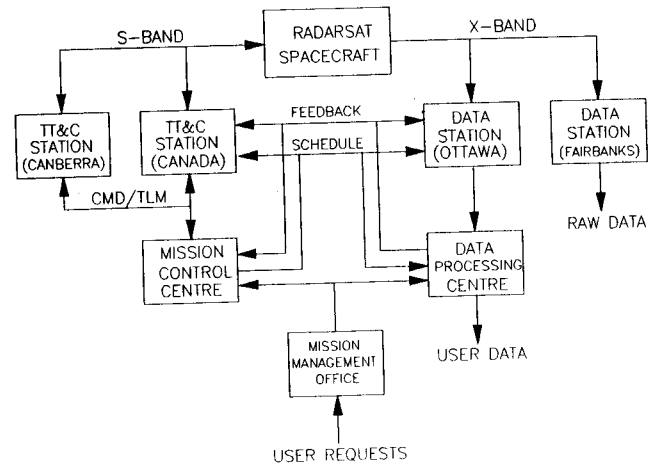 S-BAND
RADARSAT
SPACECRAFT
X-BAND
TT&C
STATION
(CANBERRA)
TT&C
STATION
(CANADA)
FEEDBACK
SCHEDULE
DATA
STATION
(OTTAWA)
DATA
STATION
(FAIRBANKS)
CMD/TLM
RAW DATA
MISSION
CONTROL
CENTRE
DATA
PROCESSING
CENTRE
MISSION
MANAGEMENT
OFFICE
USER DATA
USER REQUESTS